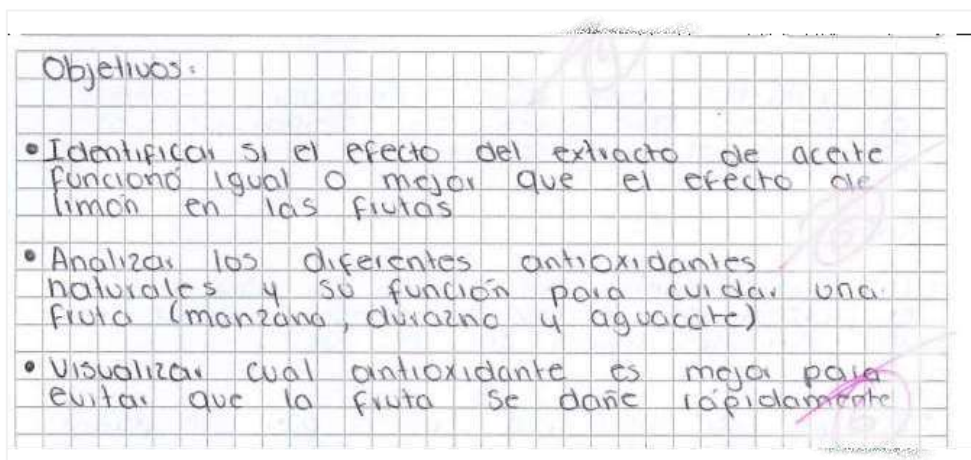 Objetivos:
• Identificar si el efecto del extracto de aceite
funcionó igual o mejor que el efecto de
limón en las frutas
• Analizar los diferentes antioxidantes
naturales y su función para cuidar una
fruta (manzana, durazno y aguacate)
• Visualizar cual antioxidante es mejor para
evitar que la fruta se dañe rápidamente